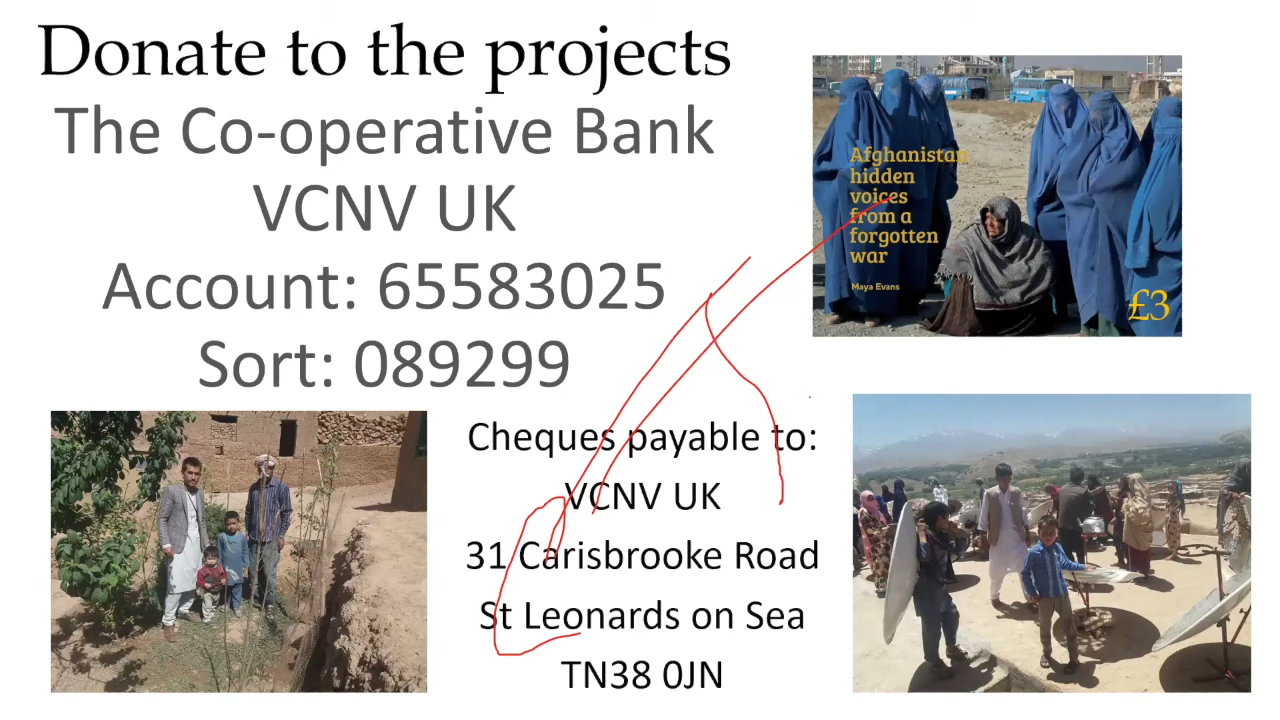 Donate to the projects
The Co-operative Bank
VCNV UK
Account: 65583025
Sort: 089299
Afghanistan
hidden
voices
from a
forgotten
war
Maya Evans
£3
Cheques payable to:
VCNV UK
31 Carisbrooke Road
St Leonards on Sea
TN38 0JN